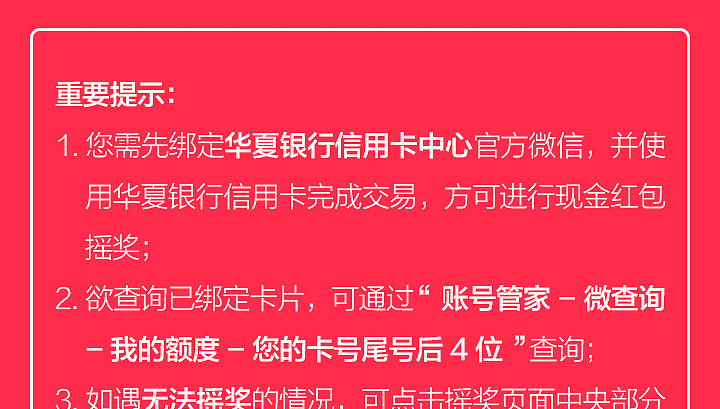 重要提示：
1. 您需先绑定华夏银行信用卡中心官方微信，并使
用华夏银行信用卡完成交易，方可进行现金红包
摇奖；
2. 欲查询已绑定卡片，可通过“ 账号管家 – 微查询
– 我的额度 – 您的卡号尾号后 4 位 ”查询；
3. 如遇无法摇奖的情况，可点击摇奖页面中央部分